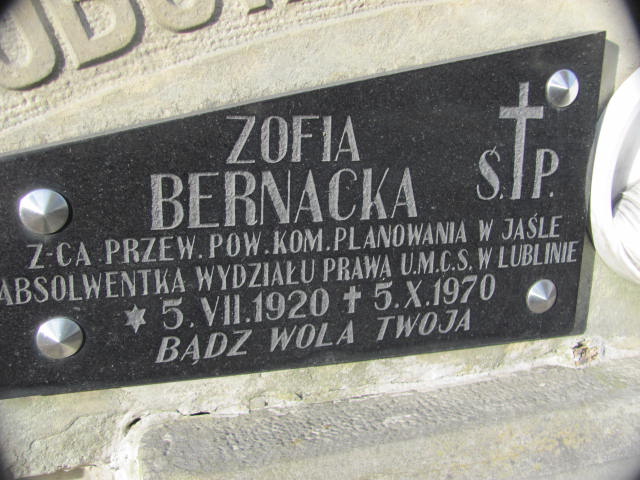 ZOFIA
BERNACKA
Ś.P.
Z-CA PRZEW. POW. KOM. PLANOWANIA W JAŚLE
ABSOLWENTKA WYDZIAŁU PRAWA U.M.C.S. W LUBLINIE
5. VII. 1920 5. X. 1970
BĄDZ WOLA TWOJA